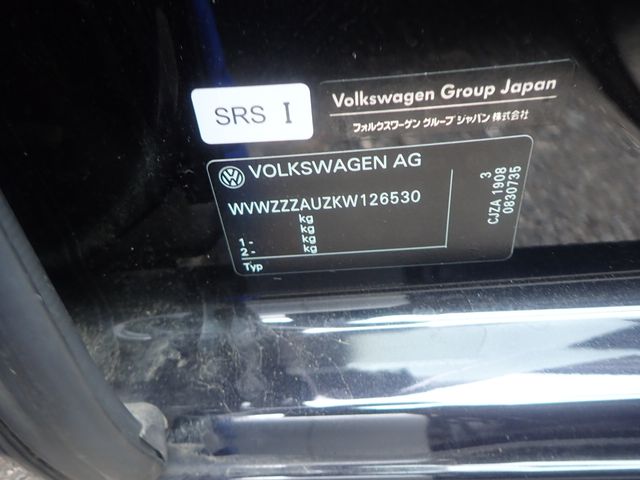 SRS I
Volkswagen Group Japan
フォルクスワーゲン グループ ジャパン 株式会社
VOLKSWAGEN AG
WVWZZZAUZKW126530
kg
kg
1 - kg
2 - kg
Typ
3
CJZA 1908
0830735